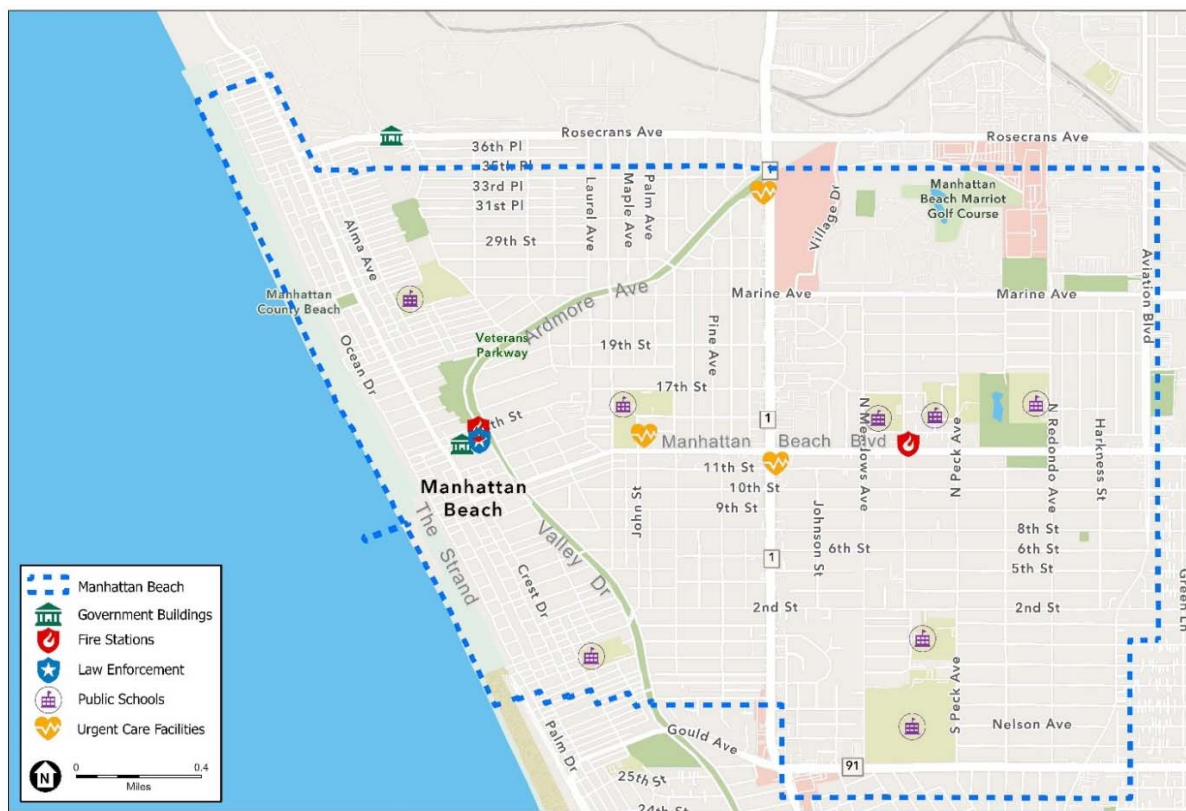 Rosecrans Ave
Rosecrans Ave
36th Pl
35th Pl
33rd Pl
31st Pl
Laurel Ave
Maple Ave
Palm Ave
1
Village Dr
Manhattan
Beach Marriot
Golf Course
Alma Ave
29th St
Aviation Blvd
Manhattan
County Beach
Ardmore Ave
Marine Ave
Marine Ave
Ocean Dr
Veterans
Parkway
19th St
Pine Ave
17th St
1
N Meadows Ave
N Peck Ave
N Redondo Ave
Harkness St
Manhattan Beach Blvd
Manhattan
Beach
11th St
10th St
9th St
John St
Johnson St
The Strand
Valley Dr
8th St
6th St
6th St
5th St
1
Crest Dr
2nd St
2nd St
Green Ln
S Peck Ave
Palm Dr
Gould Ave
Nelson Ave
25th St
24th St
91
Manhattan Beach
Government Buildings
Fire Stations
Law Enforcement
Public Schools
Urgent Care Facilities
N
0 0.4
Miles